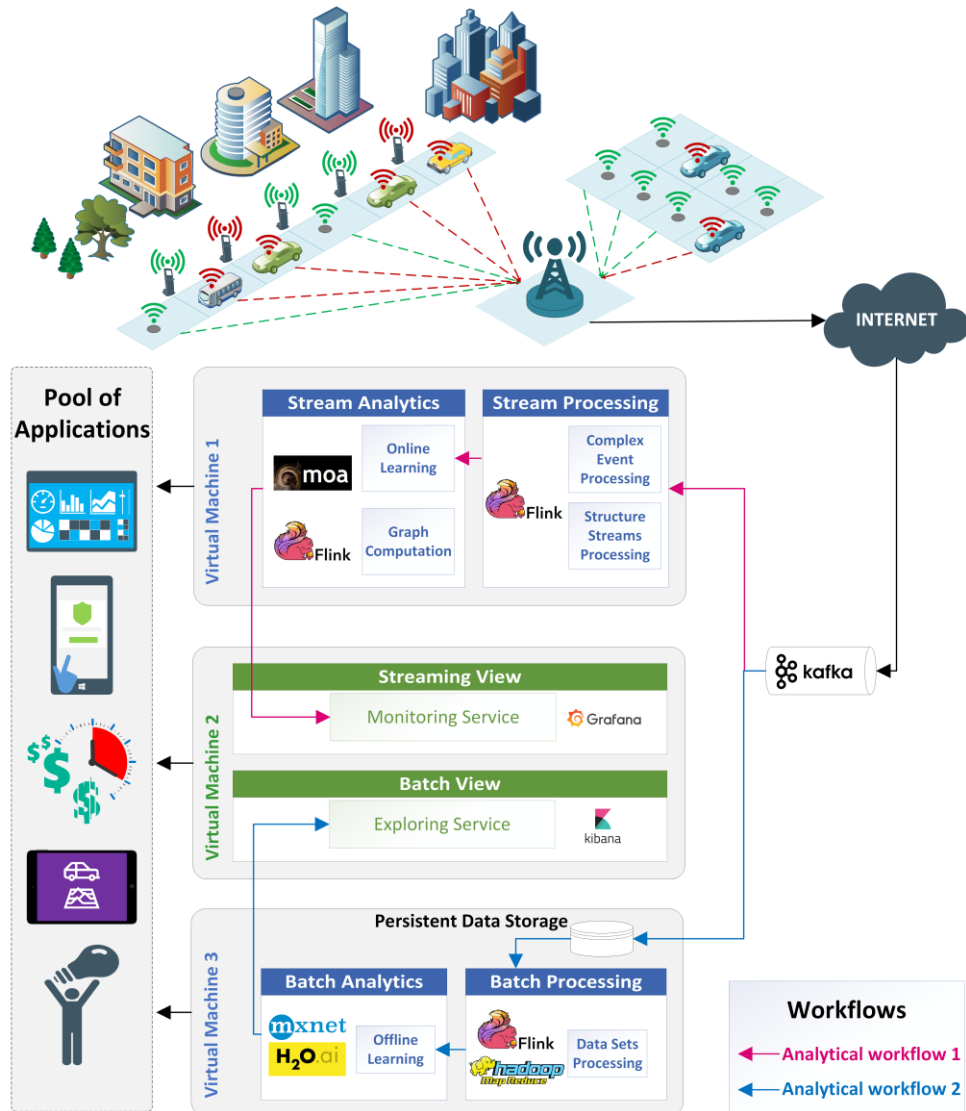 INTERNET
Pool of
Applications
Virtual Machine 1
Stream Analytics
moa
Online
Learning
Flink
Graph
Computation
Stream Processing
Flink
Complex
Event
Processing
Structure
Streams
Processing
kafka
Virtual Machine 2
Streaming View
Monitoring Service
Grafana
Batch View
Exploring Service
kibana
Virtual Machine 3
Persistent Data Storage
Batch Analytics
mxnet
H2O.ai
Offline
Learning
Batch Processing
Flink
hadoop
Map Reduce
Data Sets
Processing
$
$
$
$
Workflows
Analytical workflow 1
Analytical workflow 2